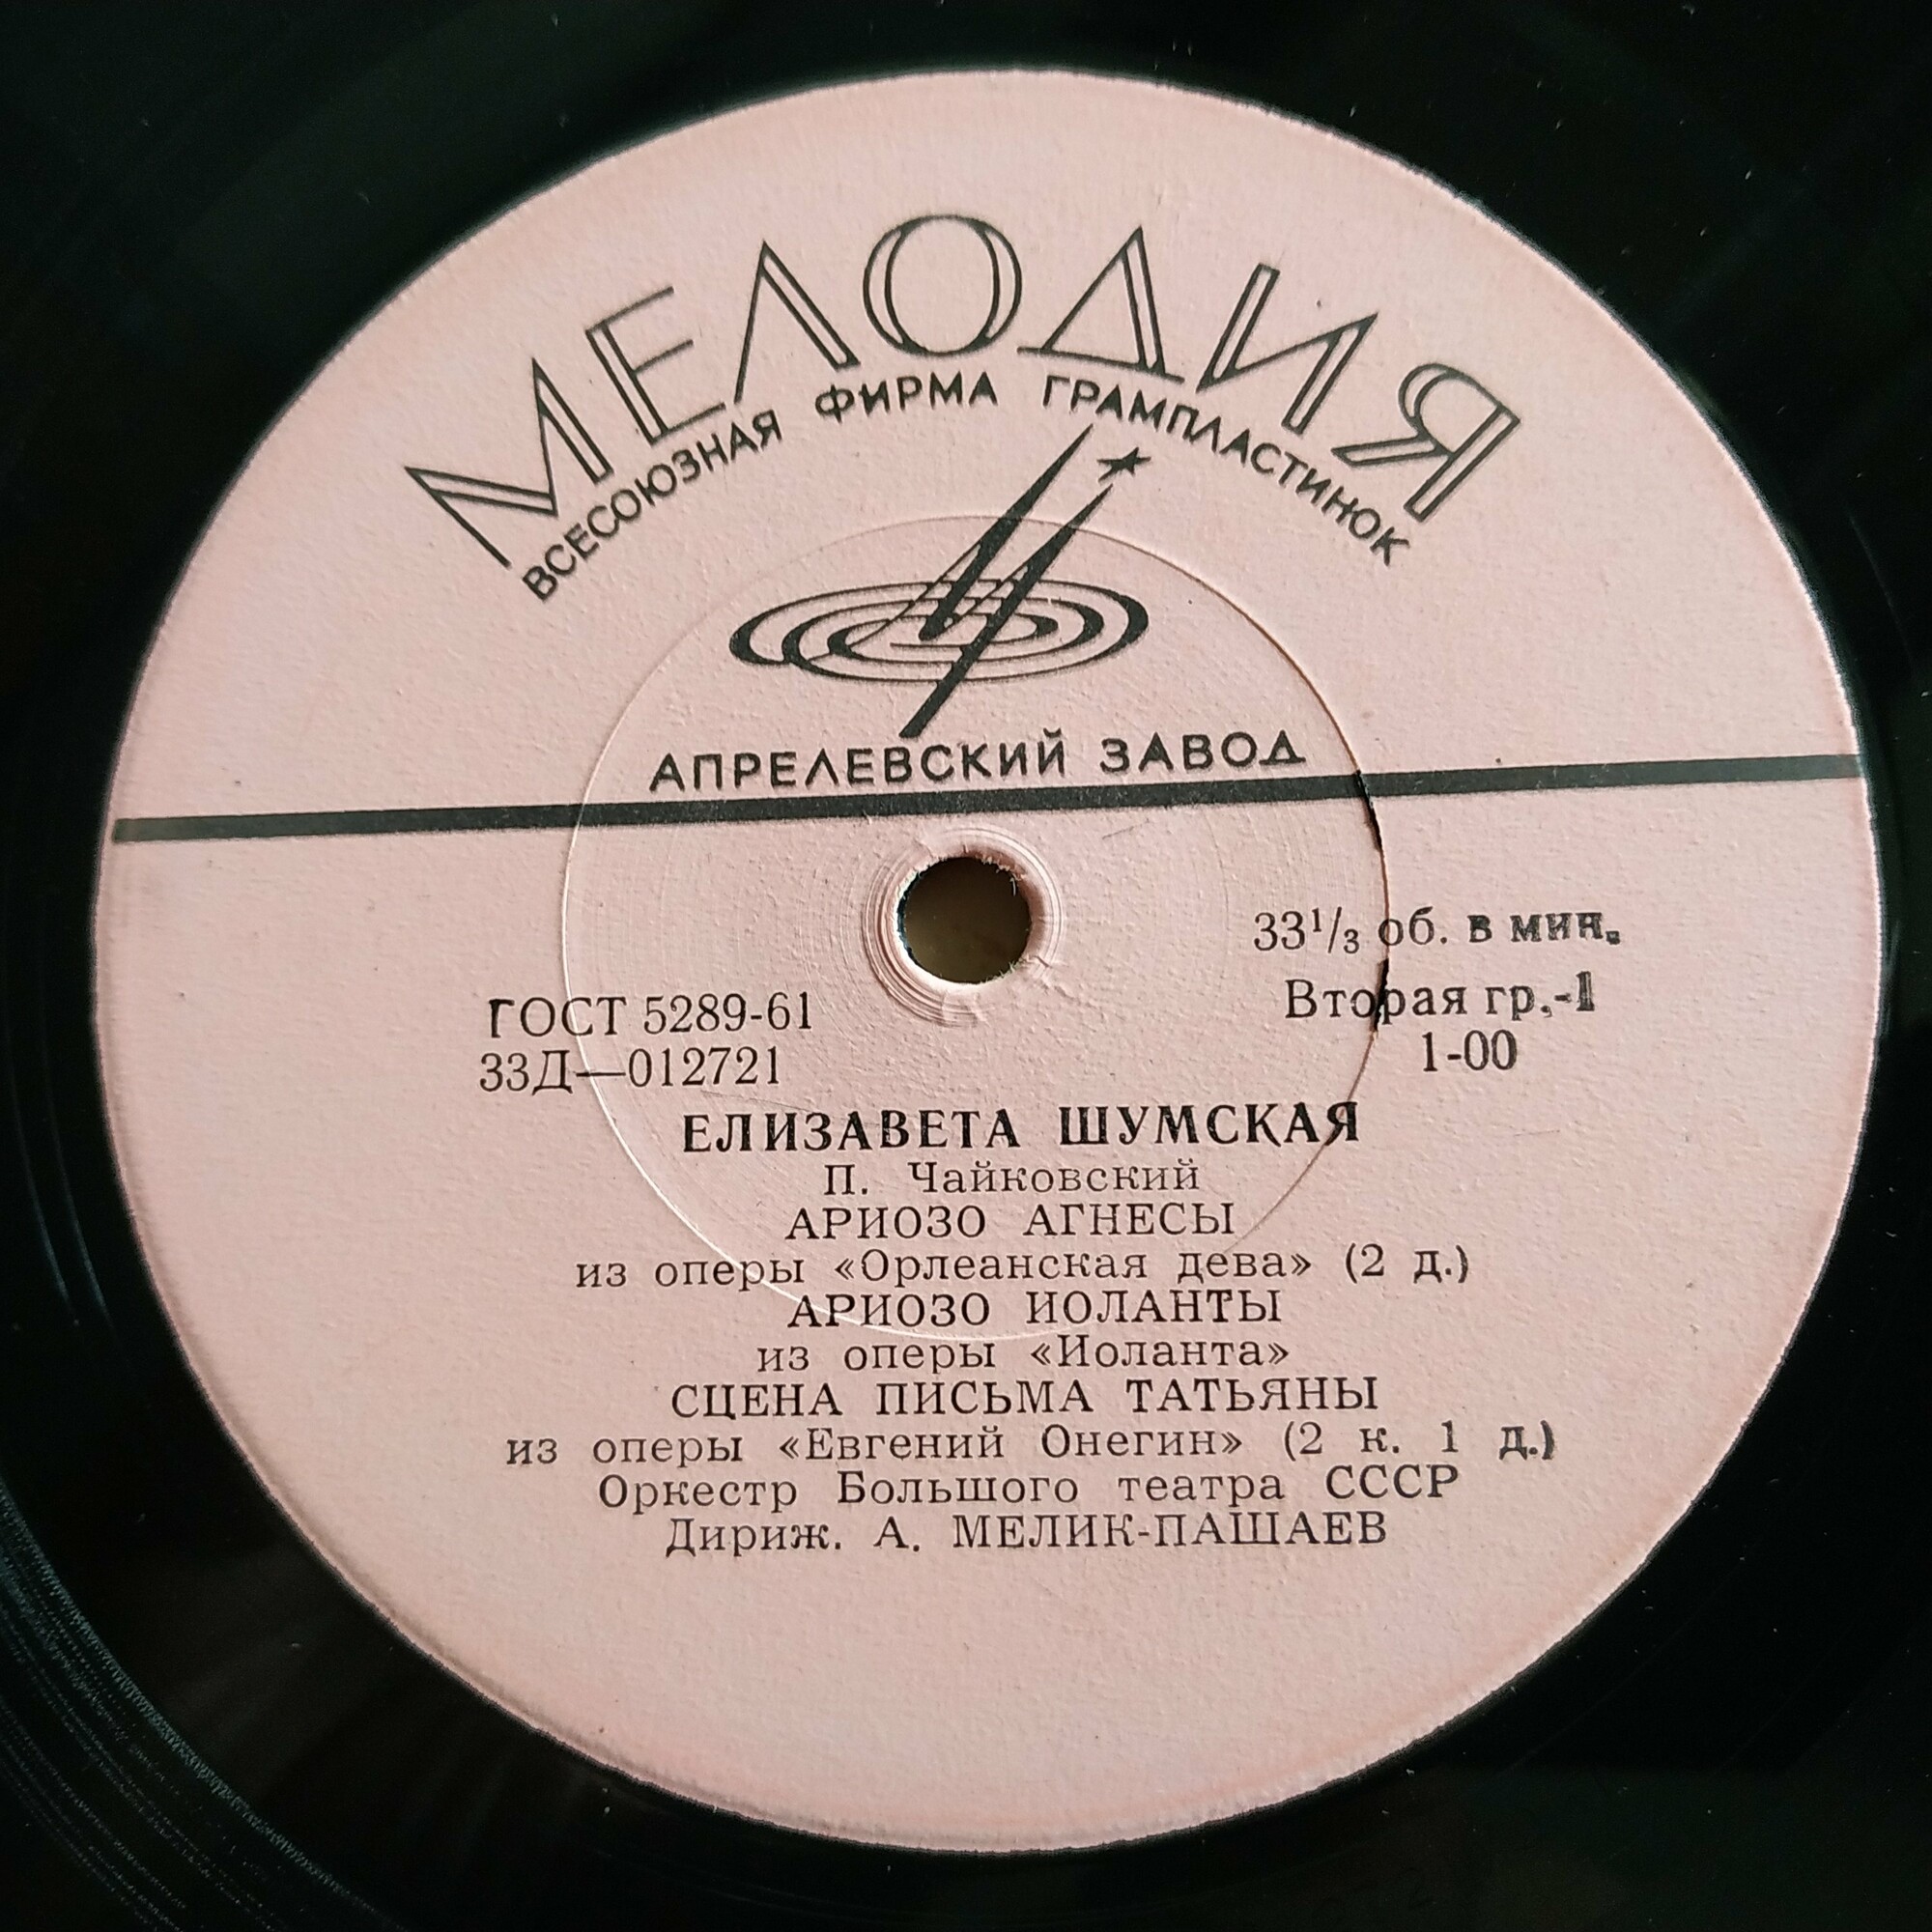 МЕЛОДИЯ
ВСЕСОЮЗНАЯ ФИРМА ГРАМПЛАСТИНОК
АПРЕЛЕВСКИЙ ЗАВОД
33¹/₃ об. в мин.
Вторая гр.-1
1-00
ГОСТ 5289-61
33Д—012721
ЕЛИЗАВЕТА ШУМСКАЯ
П. Чайковский
АРИОЗО АГНЕСЫ
из оперы «Орлеанская дева» (2 д.)
АРИОЗО ИОЛАНТЫ
из оперы «Иоланта»
СЦЕНА ПИСЬМА ТАТЬЯНЫ
из оперы «Евгений Онегин» (2 к. 1 д.)
Оркестр Большого театра СССР
Дириж. А. МЕЛИК-ПАШАЕВ